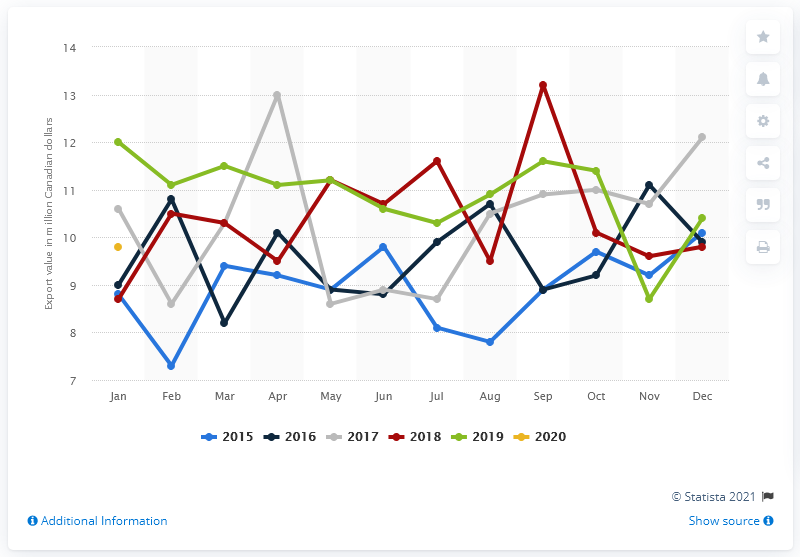 Export value in million Canadian dollars
14
13
12
11
10
9
8
7
Jan Feb Mar Apr May Jun Jul Aug Sep Oct Nov Dec
2015 2016 2017 2018 2019 2020
© Statista 2021
Additional Information Show source